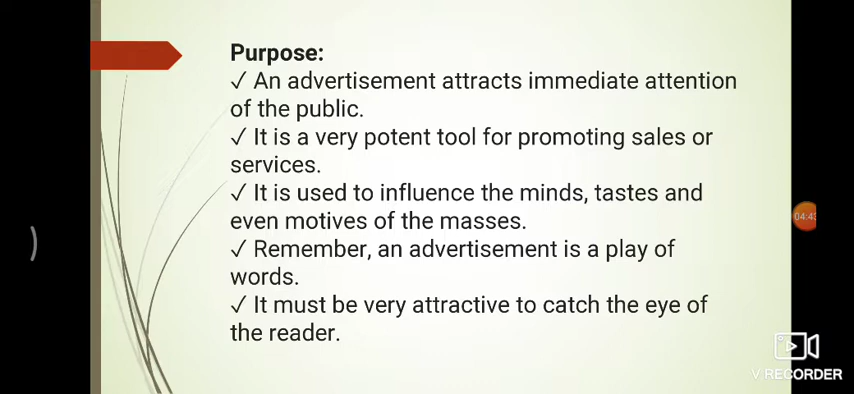 Purpose:
✓ An advertisement attracts immediate attention
of the public.
✓ It is a very potent tool for promoting sales or
services.
✓ It is used to influence the minds, tastes and
even motives of the masses.
✓ Remember, an advertisement is a play of
words.
✓ It must be very attractive to catch the eye of
the reader.
04:43
V.RECORDER